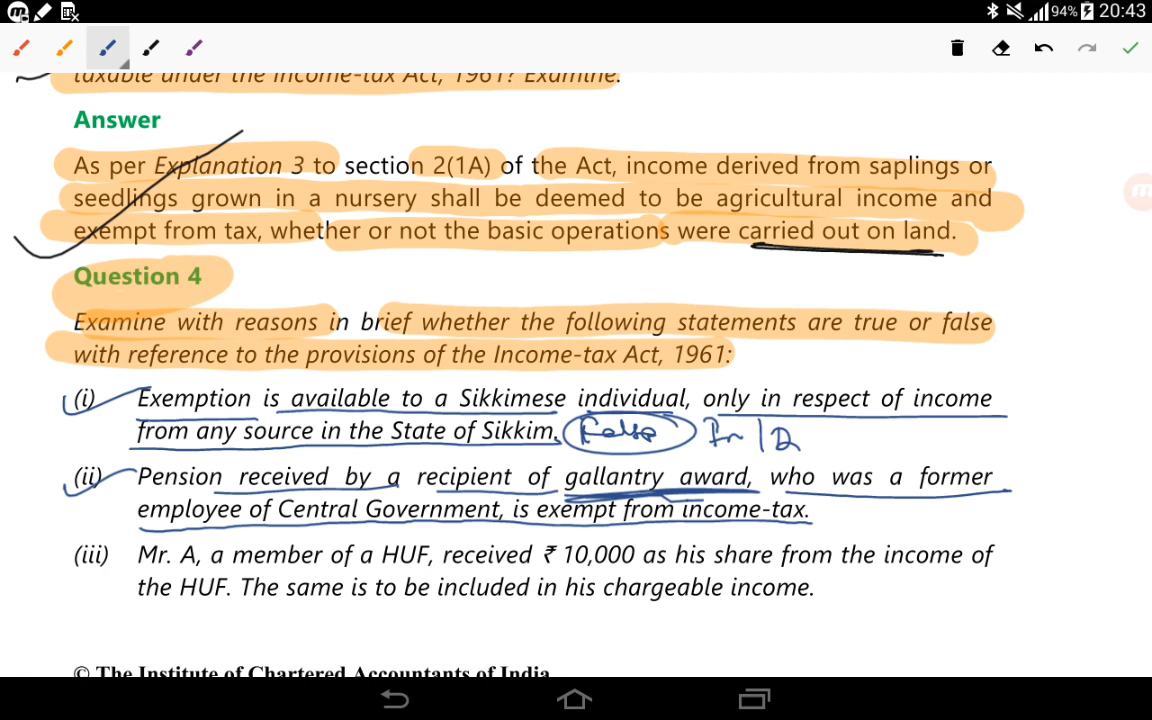 94% 20:43
taxable under the Income-tax Act, 1961? Examine.
Answer
As per Explanation 3 to section 2(1A) of the Act, income derived from saplings or
seedlings grown in a nursery shall be deemed to be agricultural income and
exempt from tax, whether or not the basic operations were carried out on land.
Question 4
Examine with reasons in brief whether the following statements are true or false
with reference to the provisions of the Income-tax Act, 1961:
(i) Exemption is available to a Sikkimese individual, only in respect of income
from any source in the State of Sikkim. False
(ii) Pension received by a recipient of gallantry award, who was a former
employee of Central Government, is exempt from income-tax.
(iii) Mr. A, a member of a HUF, received ₹ 10,000 as his share from the income of
the HUF. The same is to be included in his chargeable income.
© The Institute of Chartered Accountants of India